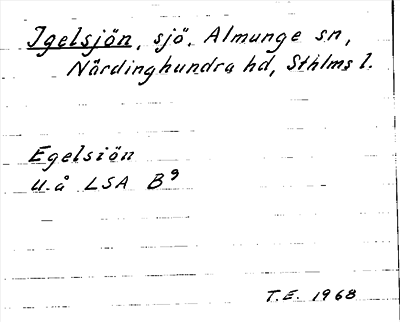 Igelsjön, sjö, Almunge sn,
Närdinghundra hd, Sthlms l.
Egelsiön
u.å LSA B9
T.E. 1968